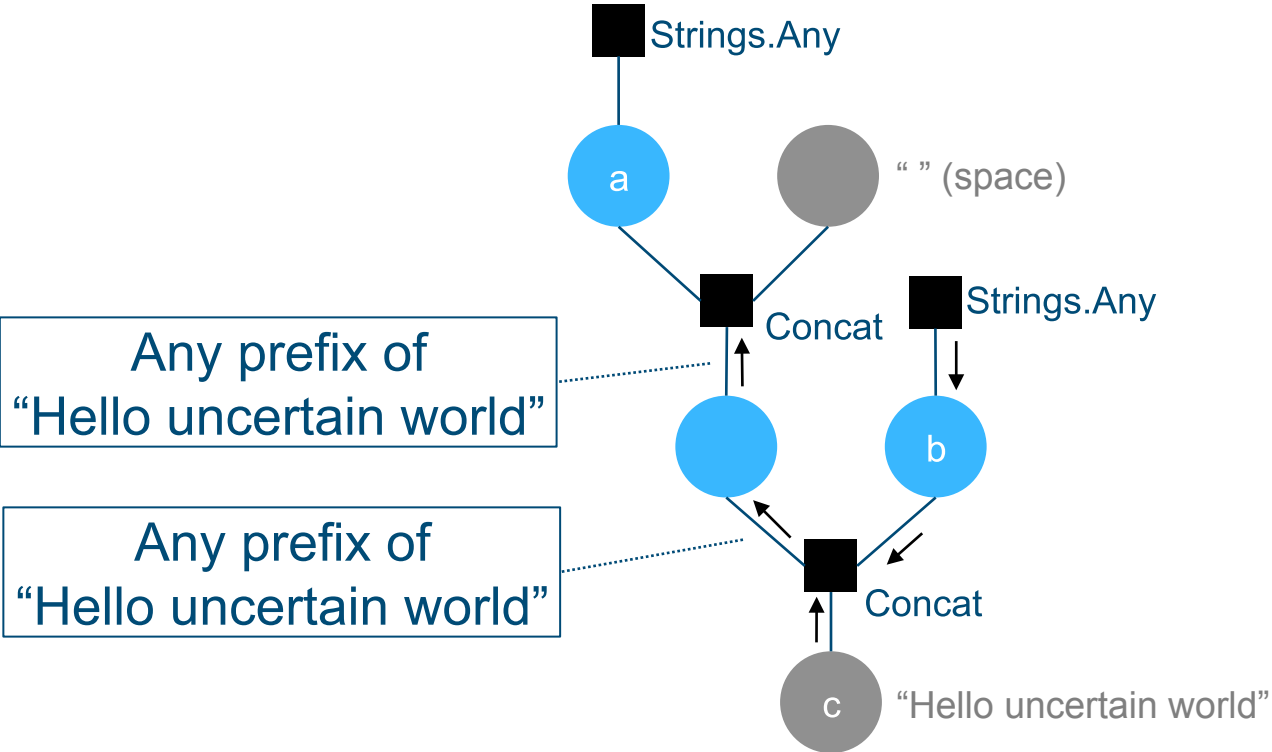 Strings.Any
a
“ ” (space)
Strings.Any
Concat
Any prefix of
“Hello uncertain world”
b
Any prefix of
“Hello uncertain world”
Concat
c
“Hello uncertain world”